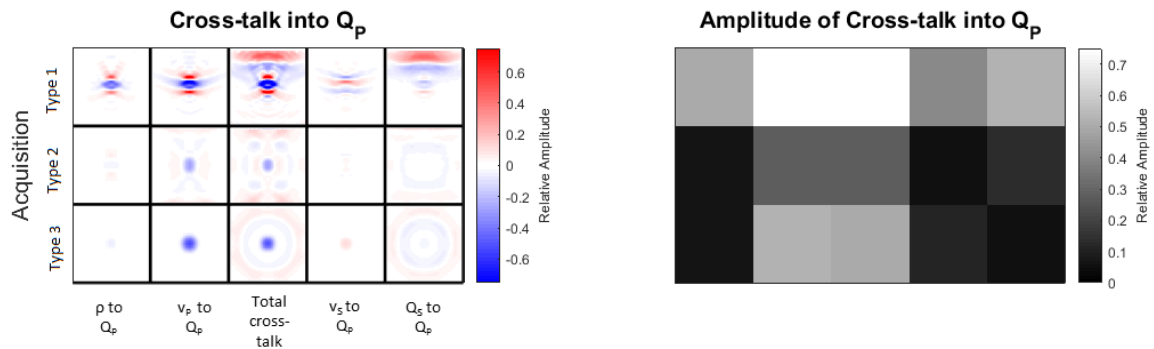 Cross-talk into Q_P
Acquisition
Type 1
Type 2
Type 3
ρ to
Q_P
v_P to
Q_P
Total
cross-
talk
v_S to
Q_P
Q_S to
Q_P
0.6
0.4
0.2
0
-0.2
-0.4
-0.6
Relative Amplitude
Amplitude of Cross-talk into Q_P
0.7
0.6
0.5
0.4
0.3
0.2
0.1
0
Relative Amplitude